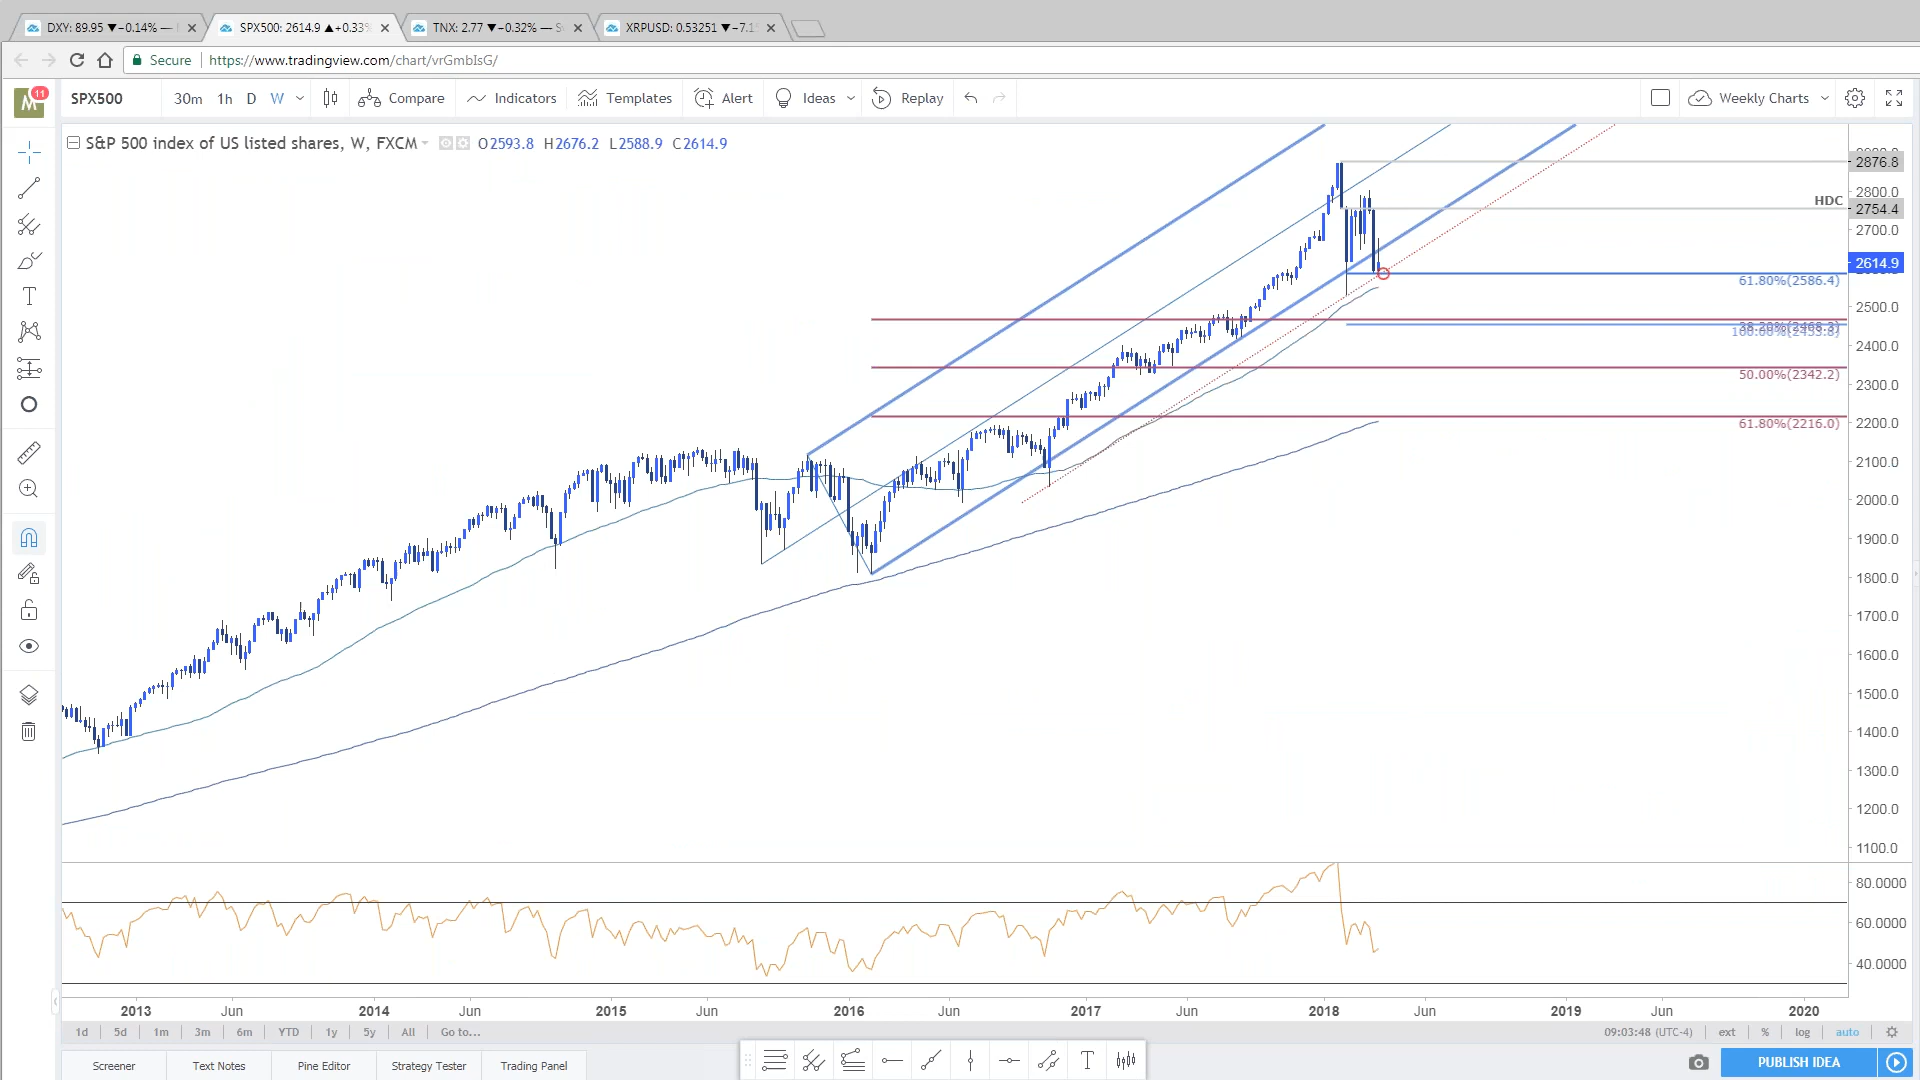 DXY: 89.95 ▼−0.14% —
SPX500: 2614.9 ▲+0.33%
TNX: 2.77 ▼−0.32% —
XRPUSD: 0.53251 ▼−7.1
Secure https://www.tradingview.com/chart/vrGmbIsG/
M 11
SPX500 30m 1h D W Compare Indicators Templates Alert Ideas Replay Weekly Charts
S&P 500 index of US listed shares, W, FXCM O2593.8 H2676.2 L2588.9 C2614.9
2876.8
2800.0
HDC
2754.4
2700.0
2614.9
61.80%(2586.4)
2500.0
38.20%(2468.3)
2400.0
50.00%(2342.2)
2300.0
61.80%(2216.0)
2200.0
2100.0
2000.0
1900.0
1800.0
1700.0
1600.0
1500.0
1400.0
1300.0
1200.0
1100.0
80.0000
60.0000
40.0000
2013 Jun 2014 Jun 2015 Jun 2016 Jun 2017 Jun 2018 Jun 2019 Jun 2020
1d 5d 1m 3m 6m YTD 1y 5y All Go to... 09:03:48 (UTC-4) ext % log auto
Screener Text Notes Pine Editor Strategy Tester Trading Panel PUBLISH IDEA